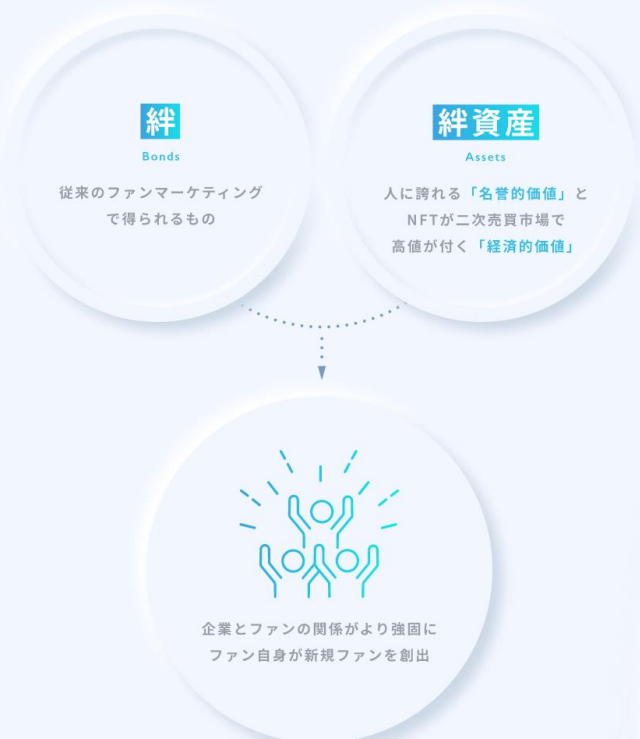 絆
Bonds
従来のファンマーケティング
で得られるもの
絆資産
Assets
人に誇れる「名誉的価値」と
NFTが二次売買市場で
高値が付く「経済的価値」
企業とファンの関係がより強固に
ファン自身が新規ファンを創出